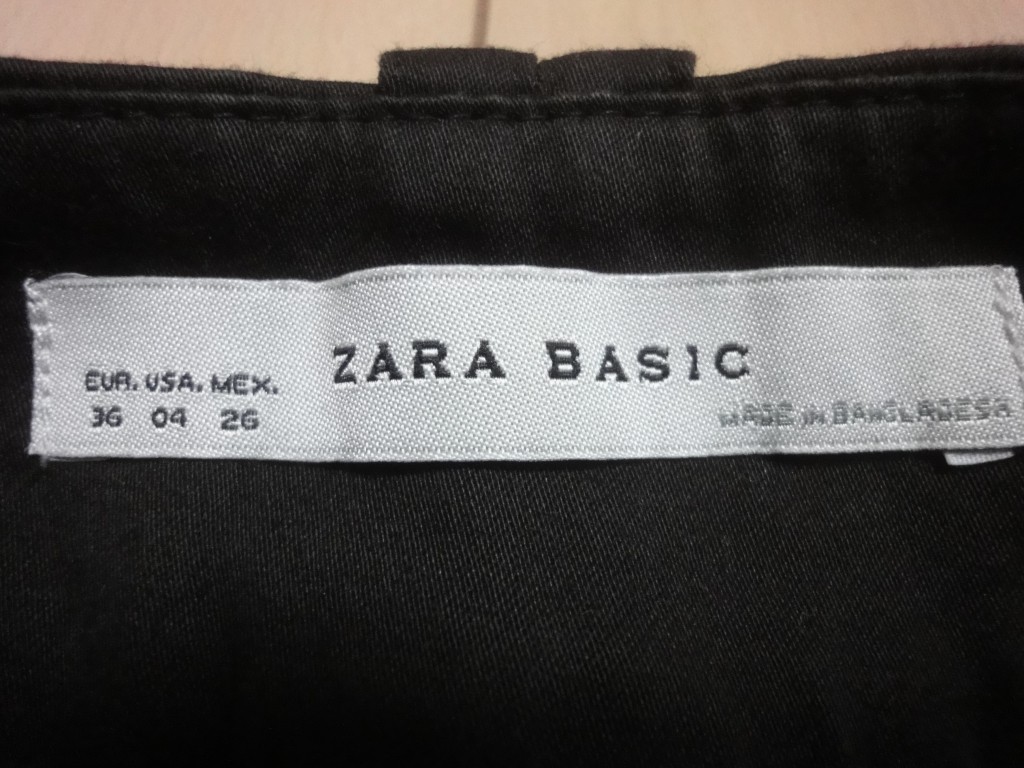 EUR. USA. MEX.
36 04 26
ZARA BASIC
MADE IN BANGLADESH